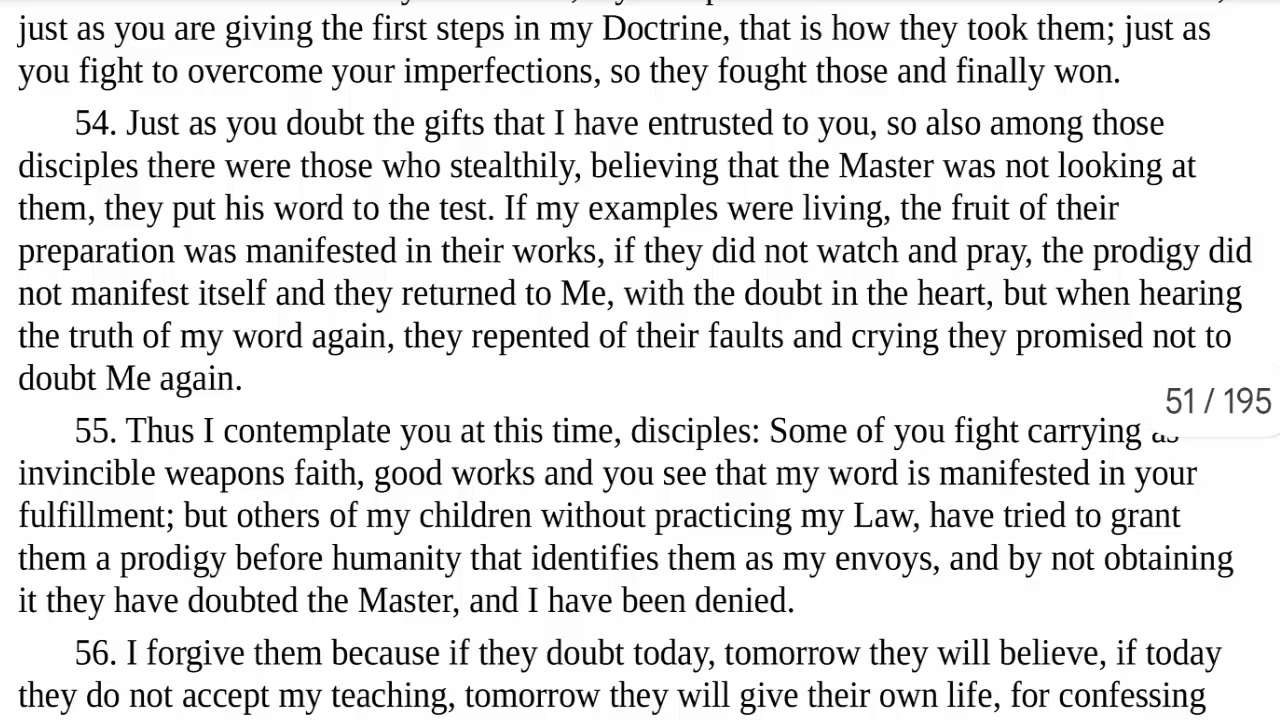 just as you are giving the first steps in my Doctrine, that is how they took them; just as
you fight to overcome your imperfections, so they fought those and finally won.
54. Just as you doubt the gifts that I have entrusted to you, so also among those
disciples there were those who stealthily, believing that the Master was not looking at
them, they put his word to the test. If my examples were living, the fruit of their
preparation was manifested in their works, if they did not watch and pray, the prodigy did
not manifest itself and they returned to Me, with the doubt in the heart, but when hearing
the truth of my word again, they repented of their faults and crying they promised not to
doubt Me again.
51 / 195
55. Thus I contemplate you at this time, disciples: Some of you fight carrying as
invincible weapons faith, good works and you see that my word is manifested in your
fulfillment; but others of my children without practicing my Law, have tried to grant
them a prodigy before humanity that identifies them as my envoys, and by not obtaining
it they have doubted the Master, and I have been denied.
56. I forgive them because if they doubt today, tomorrow they will believe, if today
they do not accept my teaching, tomorrow they will give their own life, for confessing